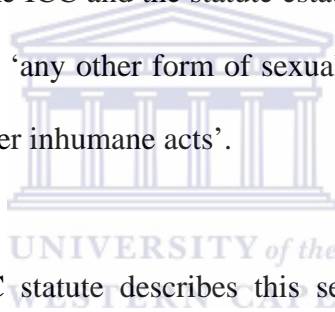 e ICC and the statute esta
‘any other form of sexua
er inhumane acts’.
UNIVERSITY of the
C statute describes this se
WESTERN CAPE